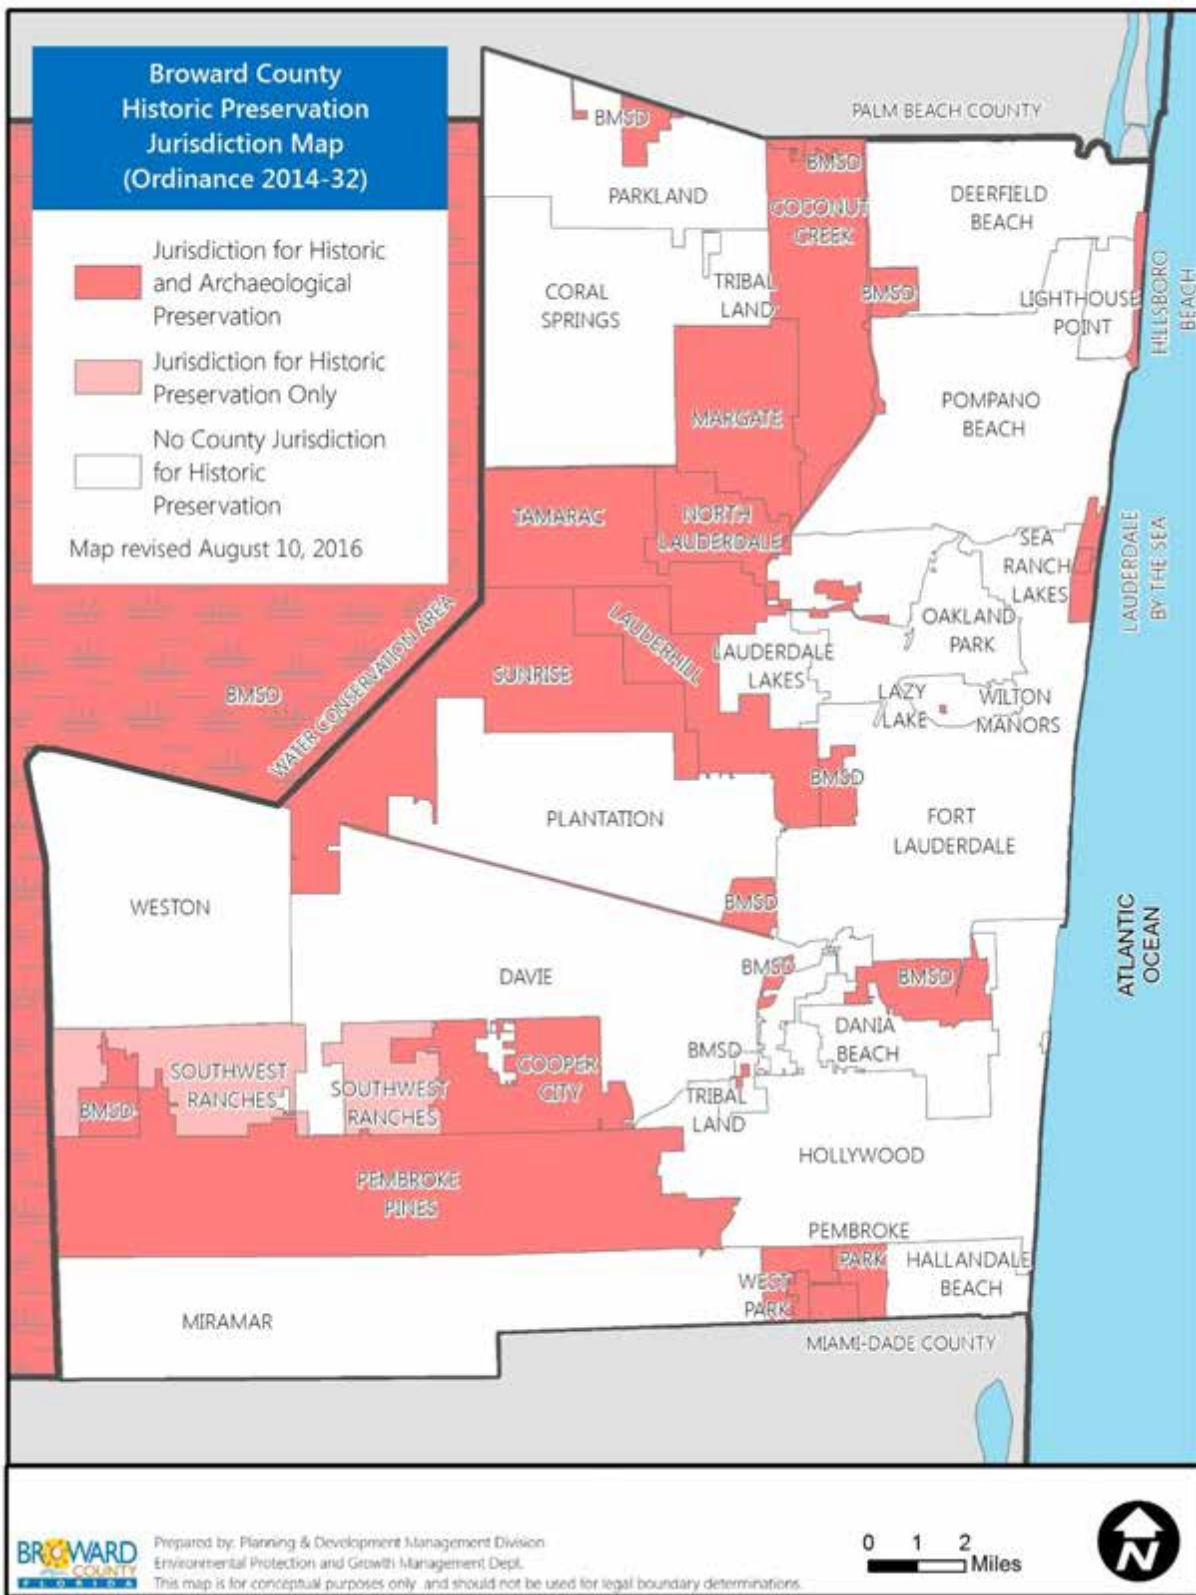 Broward County
Historic Preservation
Jurisdiction Map
(Ordinance 2014-32)
Jurisdiction for Historic
and Archaeological
Preservation
Jurisdiction for Historic
Preservation Only
No County Jurisdiction
for Historic
Preservation
Map revised August 10, 2016
PALM BEACH COUNTY
BMSD
BMSD
PARKLAND
COCONUT
CREEK
DEERFIELD
BEACH
HILLSBORO
BEACH
CORAL
SPRINGS
TRIBAL
LAND
BMSD
LIGHTHOUSE
POINT
MARGATE
POMPANO
BEACH
TAMARAC
NORTH
LAUDERDALE
SEA
RANCH
LAKES
LAUDERDALE
BY THE SEA
WATER CONSERVATION AREA
BMSD
SUNRISE
LAUDERHILL
LAUDERDALE
LAKES
OAKLAND
PARK
LAZY
LAKE
WILTON
MANORS
BMSD
PLANTATION
FORT
LAUDERDALE
WESTON
BMSD
ATLANTIC
OCEAN
DAVIE
BMSD
BMSD
DANIA
BEACH
BMSD
SOUTHWEST
RANCHES
BMSD
SOUTHWEST
RANCHES
COOPER
CITY
TRIBAL
LAND
HOLLYWOOD
PEMBROKE
PINES
PEMBROKE
PARK
HALLANDALE
BEACH
WEST
PARK
MIRAMAR
MIAMI-DADE COUNTY
BROWARD
COUNTY
FLORIDA
Prepared by: Planning & Development Management Division
Environmental Protection and Growth Management Dept.
This map is for conceptual purposes only and should not be used for legal boundary determinations.
0 1 2
Miles
N